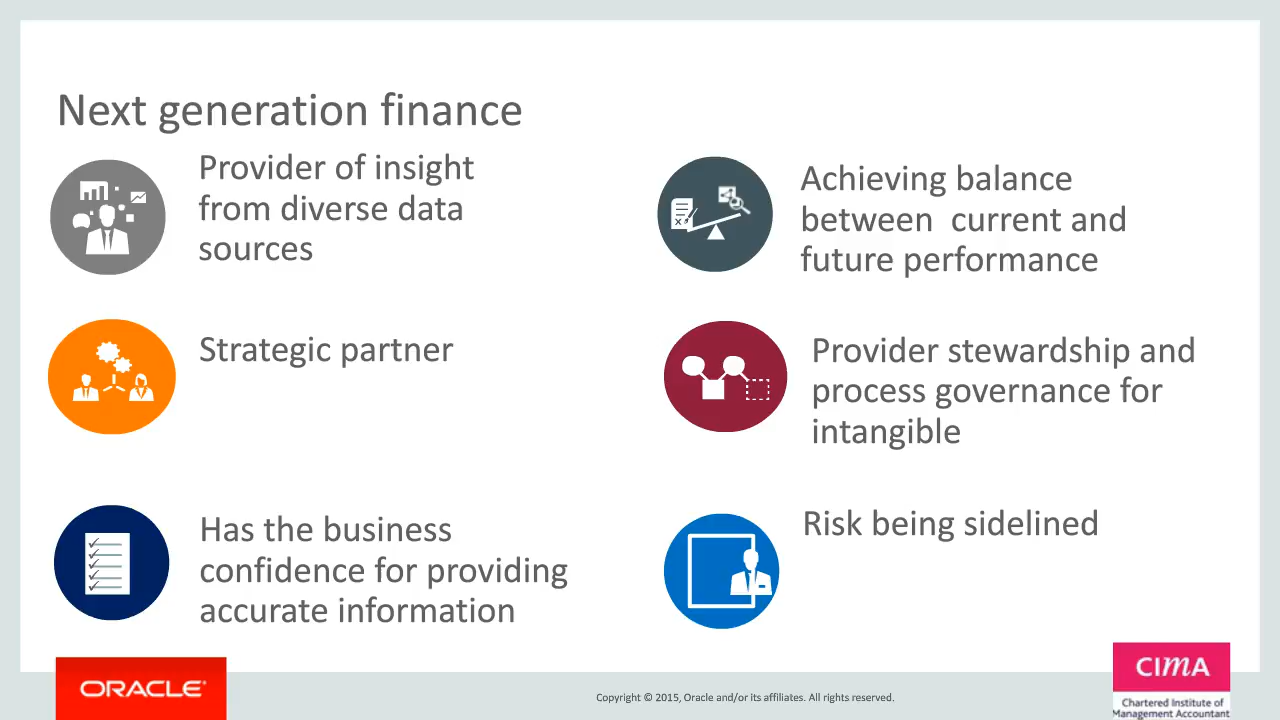 Next generation finance
Provider of insight
from diverse data
sources
Achieving balance
between current and
future performance
Strategic partner
Provider stewardship and
process governance for
intangible
Has the business
confidence for providing
accurate information
Risk being sidelined
ORACLE®
Copyright © 2015, Oracle and/or its affiliates. All rights reserved.
CIMA
Chartered Institute of
Management Accountant